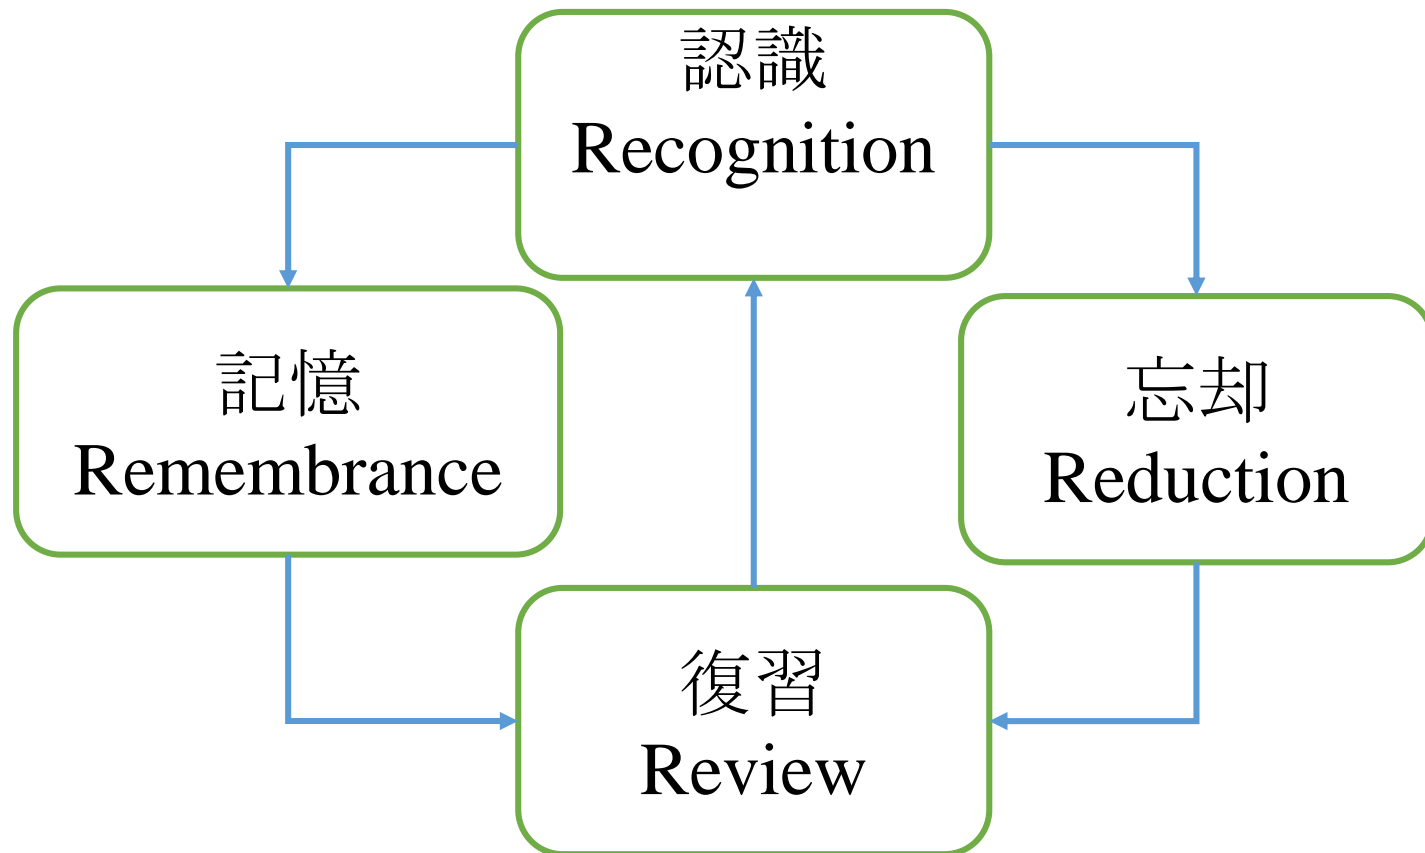 認識
Recognition
記憶
Remembrance
忘却
Reduction
復習
Review